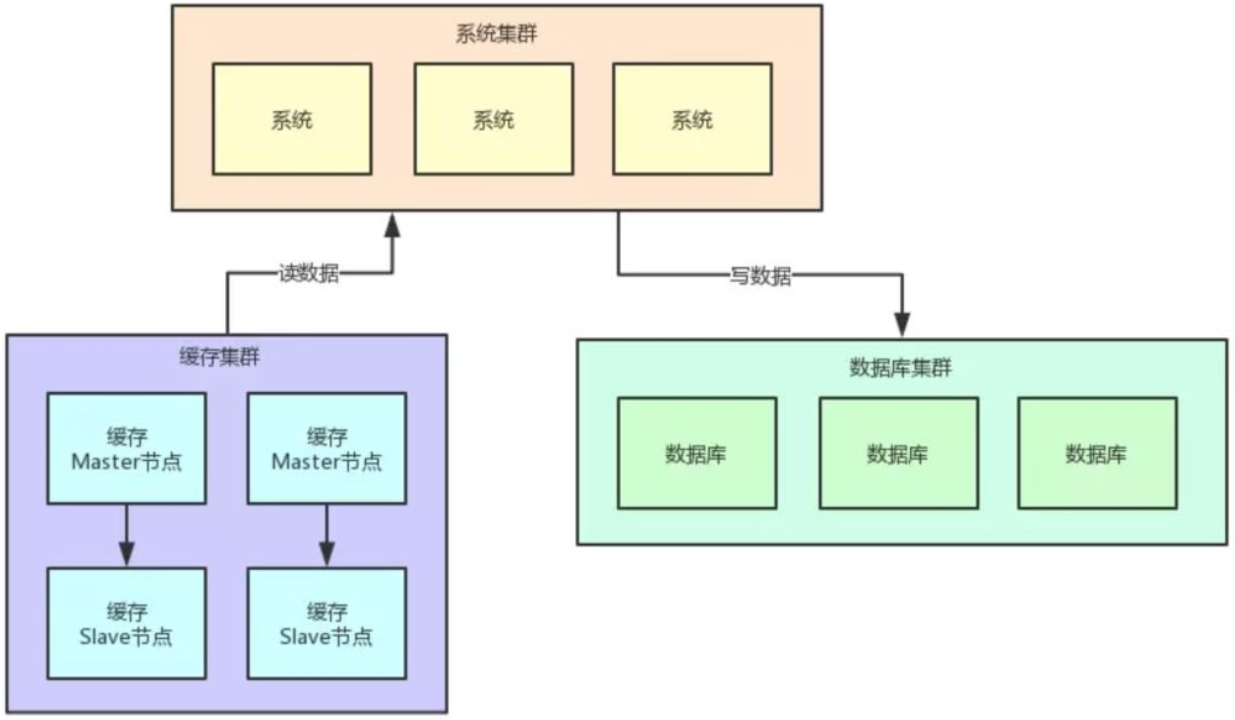 系统集群
系统
系统
系统
读数据
写数据
缓存集群
缓存
Master节点
缓存
Master节点
缓存
Slave节点
缓存
Slave节点
数据库集群
数据库
数据库
数据库